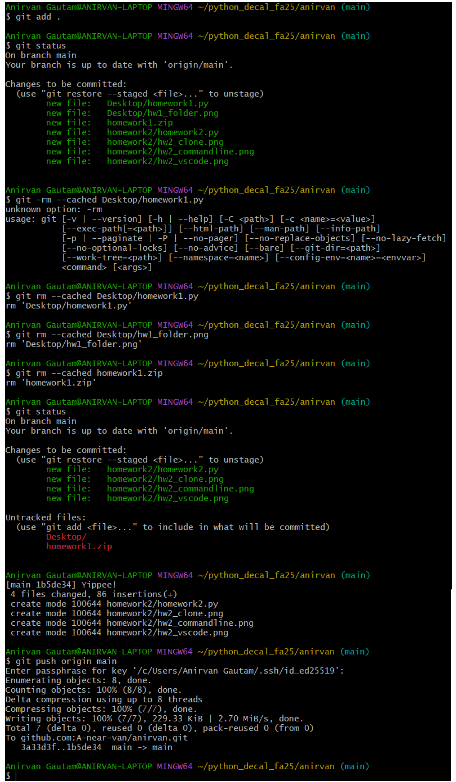 Anirvan Gautam@ANIRVAN-LAPTOP MINGW64 ~/python_decal_fa25/anirvan (main)
$ git add .

Anirvan Gautam@ANIRVAN-LAPTOP MINGW64 ~/python_decal_fa25/anirvan (main)
$ git status
On branch main
Your branch is up to date with 'origin/main'.

Changes to be committed:
  (use "git restore --staged <file>..." to unstage)
        new file:   Desktop/homework1.py
        new file:   Desktop/hw1_folder.png
        new file:   homework1.zip
        new file:   homework2/homework2.py
        new file:   homework2/hw2_clone.png
        new file:   homework2/hw2_commandline.png
        new file:   homework2/hw2_vscode.png

Anirvan Gautam@ANIRVAN-LAPTOP MINGW64 ~/python_decal_fa25/anirvan (main)
$ git -rm --cached Desktop/homework1.py
unknown option: -rm
usage: git [-v | --version] [-h | --help] [-C <path>] [-c <name>=<value>]
           [--exec-path[=<path>]] [--html-path] [--man-path] [--info-path]
           [-p | --paginate | -P | --no-pager] [--no-replace-objects] [--no-lazy-fetch]
           [--no-optional-locks] [--no-advice] [--bare] [--git-dir=<path>]
           [--work-tree=<path>] [--namespace=<name>] [--config-env=<name>=<envvar>]
           <command> [<args>]

Anirvan Gautam@ANIRVAN-LAPTOP MINGW64 ~/python_decal_fa25/anirvan (main)
$ git rm --cached Desktop/homework1.py
rm 'Desktop/homework1.py'

Anirvan Gautam@ANIRVAN-LAPTOP MINGW64 ~/python_decal_fa25/anirvan (main)
$ git rm --cached Desktop/hw1_folder.png
rm 'Desktop/hw1_folder.png'

Anirvan Gautam@ANIRVAN-LAPTOP MINGW64 ~/python_decal_fa25/anirvan (main)
$ git rm --cached homework1.zip
rm 'homework1.zip'

Anirvan Gautam@ANIRVAN-LAPTOP MINGW64 ~/python_decal_fa25/anirvan (main)
$ git status
On branch main
Your branch is up to date with 'origin/main'.

Changes to be committed:
  (use "git restore --staged <file>..." to unstage)
        new file:   homework2/homework2.py
        new file:   homework2/hw2_clone.png
        new file:   homework2/hw2_commandline.png
        new file:   homework2/hw2_vscode.png

Untracked files:
  (use "git add <file>..." to include in what will be committed)
        Desktop/
        homework1.zip

Anirvan Gautam@ANIRVAN-LAPTOP MINGW64 ~/python_decal_fa25/anirvan (main)
[main 1b5de34] Yippee!
 4 files changed, 86 insertions(+)
 create mode 100644 homework2/homework2.py
 create mode 100644 homework2/hw2_clone.png
 create mode 100644 homework2/hw2_commandline.png
 create mode 100644 homework2/hw2_vscode.png

Anirvan Gautam@ANIRVAN-LAPTOP MINGW64 ~/python_decal_fa25/anirvan (main)
$ git push origin main
Enter passphrase for key '/c/Users/Anirvan Gautam/.ssh/id_ed25519':
Enumerating objects: 8, done.
Counting objects: 100% (8/8), done.
Delta compression using up to 8 threads
Compressing objects: 100% (7/7), done.
Writing objects: 100% (7/7), 229.33 KiB | 2.70 MiB/s, done.
Total 7 (delta 0), reused 0 (delta 0), pack-reused 0 (from 0)
To github.com:A-near-van/anirvan.git
   3a33d3f..1b5de34  main -> main

Anirvan Gautam@ANIRVAN-LAPTOP MINGW64 ~/python_decal_fa25/anirvan (main)
$